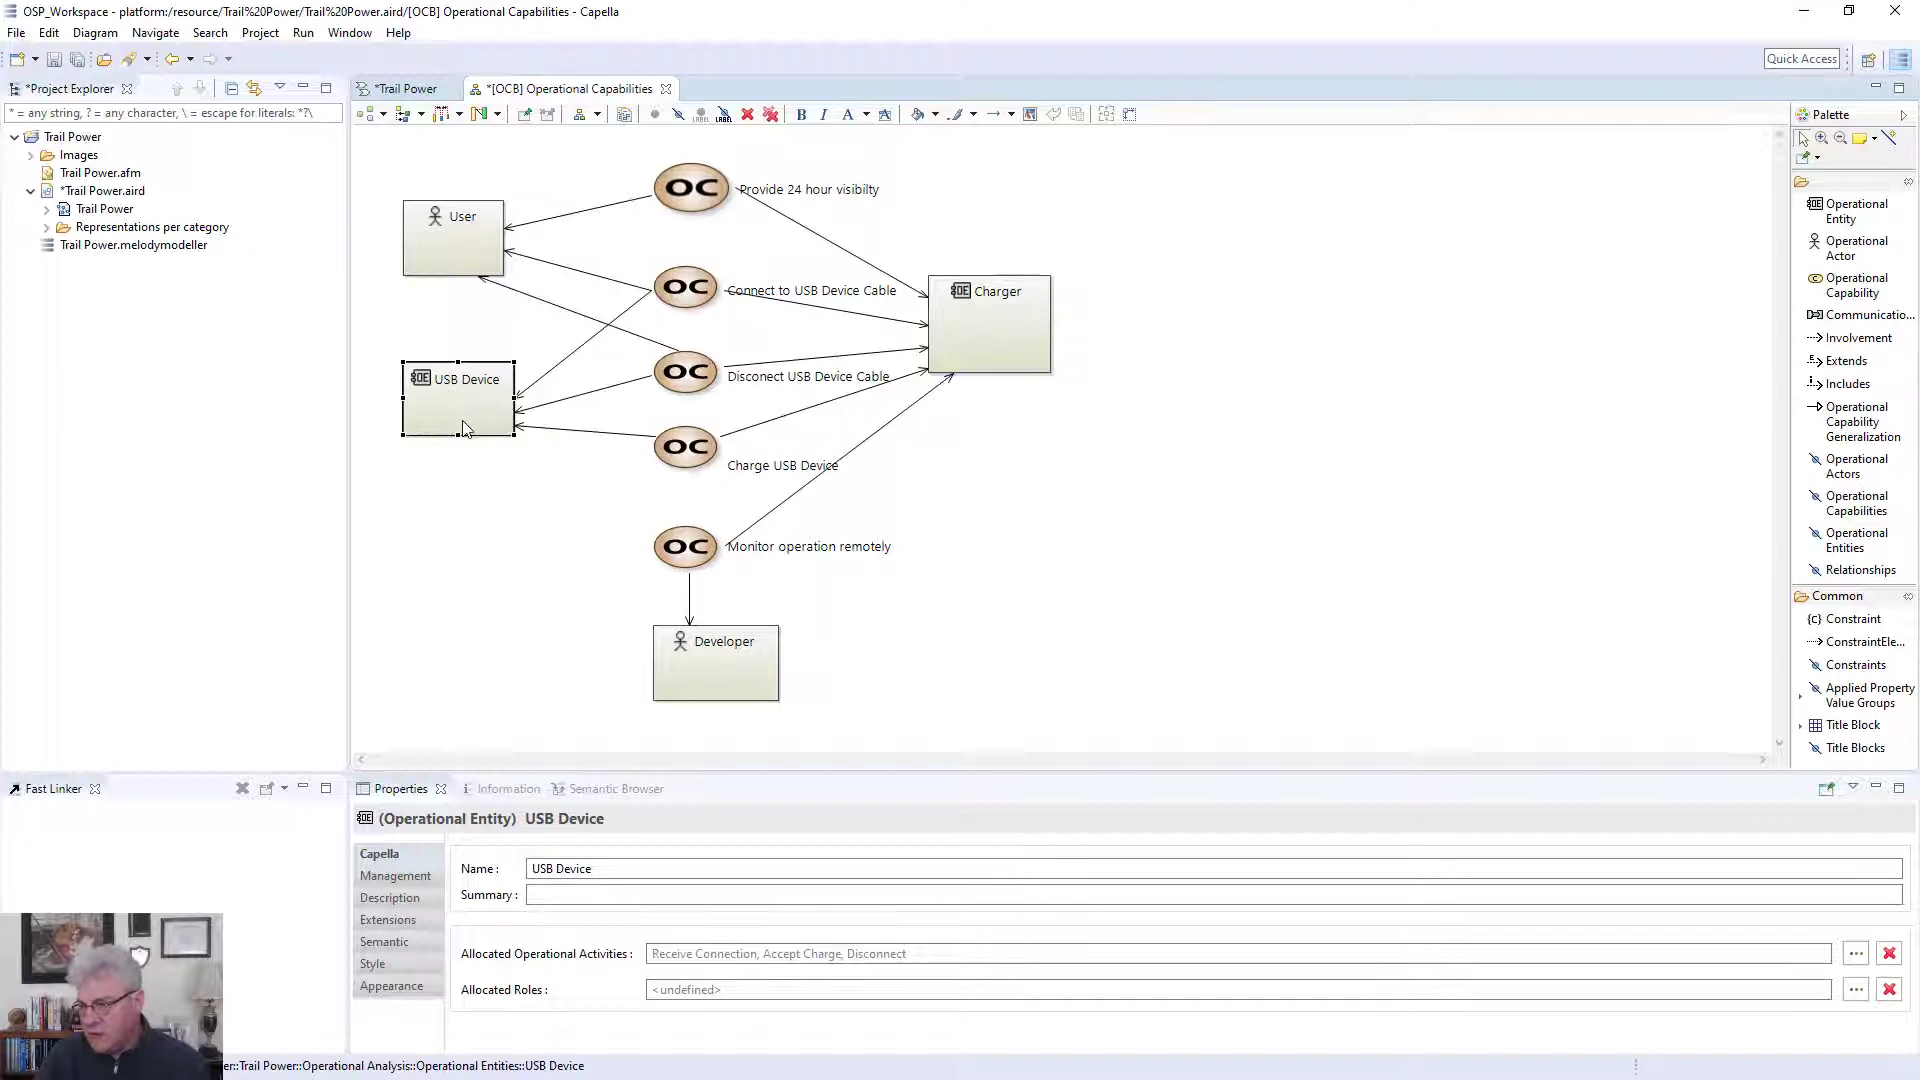 OSP_Workspace - platform:/resource/Trail%20Power/Trail%20Power.aird/[OCB] Operational Capabilities - Capella
File Edit Diagram Navigate Search Project Run Window Help
Quick Access
*Project Explorer
* = any string, ? = any character, \ = escape for literals: *?\
Trail Power
Images
Trail Power.afm
*Trail Power.aird
Trail Power
Representations per category
Trail Power.melodymodeller
*Trail Power
*[OCB] Operational Capabilities
LABEL
LABEL
B I A
OC
Provide 24 hour visibilty
User
OC
Connect to USB Device Cable
OE
Charger
OC
Disconect USB Device Cable
OE
USB Device
OC
Charge USB Device
OC
Monitor operation remotely
Developer
Palette
OE
Operational
Entity
Operational
Actor
Operational
Capability
Communicatio...
Involvement
E
Extends
I
Includes
Operational
Capability
Generalization
Operational
Actors
Operational
Capabilities
Operational
Entities
Relationships
Common
{c}
Constraint
ConstraintEle...
Constraints
Applied Property
Value Groups
Title Block
Title Blocks
Fast Linker
Properties
Information
Semantic Browser
OE
(Operational Entity) USB Device
Capella
Management
Description
Extensions
Semantic
Style
Appearance
Name :
USB Device
Summary :
Allocated Operational Activities :
Receive Connection, Accept Charge, Disconnect
...
Allocated Roles :
<undefined>
...
er::Trail Power::Operational Analysis::Operational Entities::USB Device